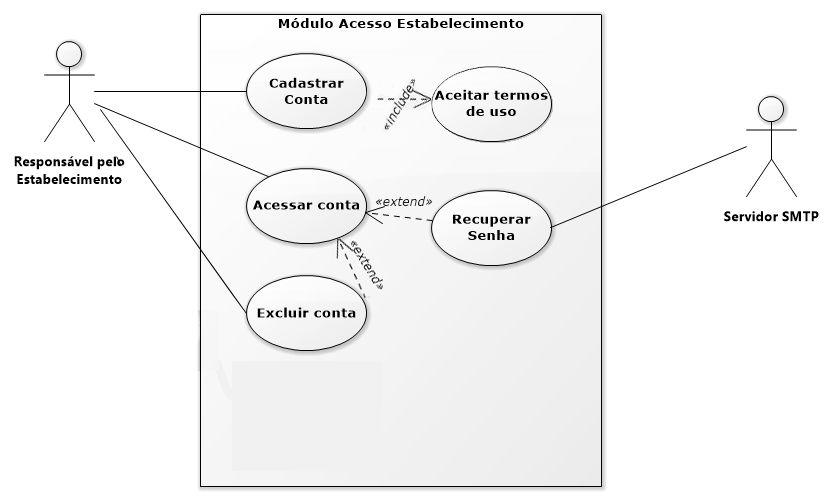 Módulo Acesso Estabelecimento
Cadastrar
Conta
«include»
Aceitar termos
de uso
Responsável pelo
Estabelecimento
Acessar conta
«extend»
Recuperar
Senha
Servidor SMTP
«extend»
Excluir conta